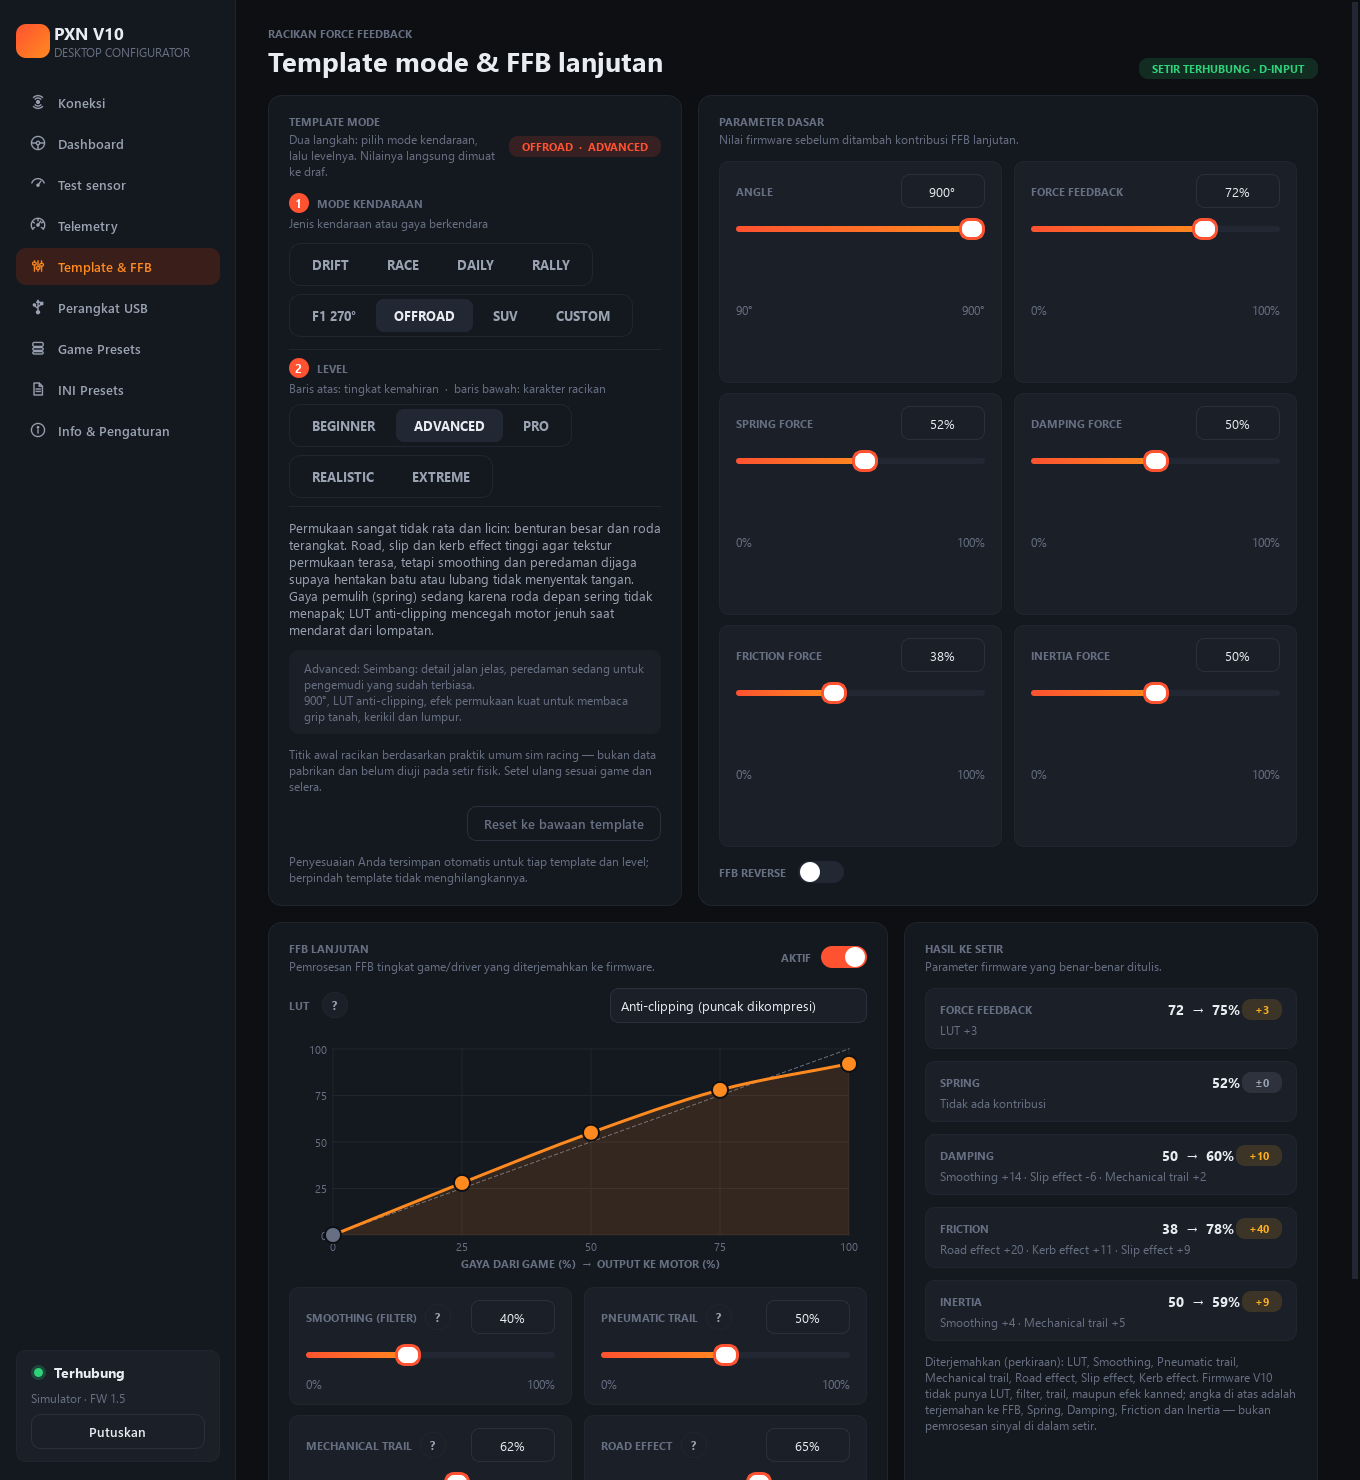 PXN V10
DESKTOP CONFIGURATOR
Koneksi
Dashboard
Test sensor
Telemetry
Template & FFB
Perangkat USB
Game Presets
INI Presets
Info & Pengaturan
Terhubung
Simulator · FW 1.5
Putuskan
RACIKAN FORCE FEEDBACK
Template mode & FFB lanjutan
SETIR TERHUBUNG · D-INPUT
TEMPLATE MODE
Dua langkah: pilih mode kendaraan,
lalu levelnya. Nilainya langsung dimuat
ke draf.
OFFROAD · ADVANCED
1 MODE KENDARAAN
Jenis kendaraan atau gaya berkendara
DRIFT RACE DAILY RALLY
F1 270° OFFROAD SUV CUSTOM
2 LEVEL
Baris atas: tingkat kemahiran · baris bawah: karakter racikan
BEGINNER ADVANCED PRO
REALISTIC EXTREME
Permukaan sangat tidak rata dan licin: benturan besar dan roda
terangkat. Road, slip dan kerb effect tinggi agar tekstur
permukaan terasa, tetapi smoothing dan peredaman dijaga
supaya hentakan batu atau lubang tidak menyentak tangan.
Gaya pemulih (spring) sedang karena roda depan sering tidak
menapak; LUT anti-clipping mencegah motor jenuh saat
mendarat dari lompatan.
Advanced: Seimbang: detail jalan jelas, peredaman sedang untuk
pengemudi yang sudah terbiasa.
900°, LUT anti-clipping, efek permukaan kuat untuk membaca
grip tanah, kerikil dan lumpur.
Titik awal racikan berdasarkan praktik umum sim racing — bukan data
pabrikan dan belum diuji pada setir fisik. Setel ulang sesuai game dan
selera.
Reset ke bawaan template
Penyesuaian Anda tersimpan otomatis untuk tiap template dan level;
berpindah template tidak menghilangkannya.
PARAMETER DASAR
Nilai firmware sebelum ditambah kontribusi FFB lanjutan.
ANGLE 900°
90° 900°
FORCE FEEDBACK 72%
0% 100%
SPRING FORCE 52%
0% 100%
DAMPING FORCE 50%
0% 100%
FRICTION FORCE 38%
0% 100%
INERTIA FORCE 50%
0% 100%
FFB REVERSE
FFB LANJUTAN
Pemrosesan FFB tingkat game/driver yang diterjemahkan ke firmware.
AKTIF
LUT ?
Anti-clipping (puncak dikompresi)
100
75
50
25
0
0 25 50 75 100
GAYA DARI GAME (%) → OUTPUT KE MOTOR (%)
SMOOTHING (FILTER) ? 40%
0% 100%
PNEUMATIC TRAIL ? 50%
0% 100%
MECHANICAL TRAIL ? 62%
ROAD EFFECT ? 65%
HASIL KE SETIR
Parameter firmware yang benar-benar ditulis.
FORCE FEEDBACK 72 → 75% +3
LUT +3
SPRING 52% ±0
Tidak ada kontribusi
DAMPING 50 → 60% +10
Smoothing +14 · Slip effect -6 · Mechanical trail +2
FRICTION 38 → 78% +40
Road effect +20 · Kerb effect +11 · Slip effect +9
INERTIA 50 → 59% +9
Smoothing +4 · Mechanical trail +5
Diterjemahkan (perkiraan): LUT, Smoothing, Pneumatic trail,
Mechanical trail, Road effect, Slip effect, Kerb effect. Firmware V10
tidak punya LUT, filter, trail, maupun efek kanned; angka di atas adalah
terjemahan ke FFB, Spring, Damping, Friction dan Inertia — bukan
pemrosesan sinyal di dalam setir.